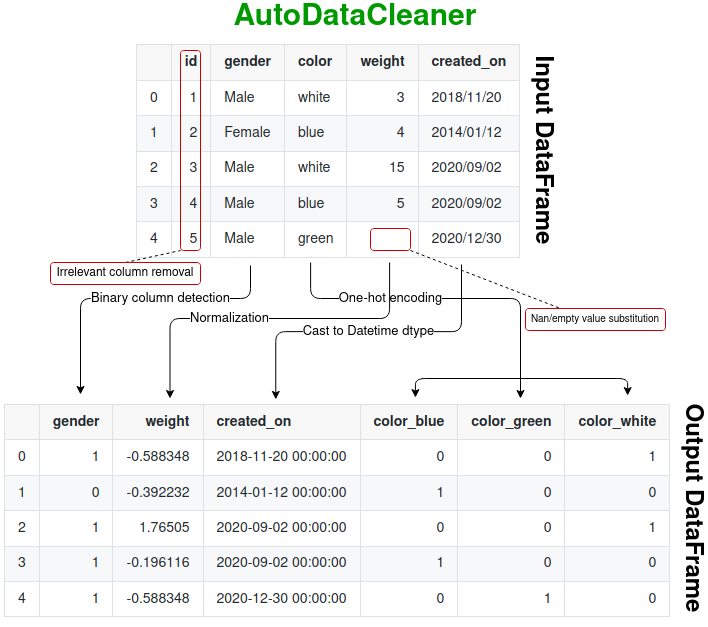 AutoDataCleaner
id gender color weight created_on
0 1 Male white 3 2018/11/20
1 2 Female blue 4 2014/01/12
2 3 Male white 15 2020/09/02
3 4 Male blue 5 2020/09/02
4 5 Male green 2020/12/30
Input DataFrame
Irrelevant column removal
Binary column detection
One-hot encoding
Normalization
Nan/empty value substitution
Cast to Datetime dtype
gender weight created_on color_blue color_green color_white
0 1 -0.588348 2018-11-20 00:00:00 0 0 1
1 0 -0.392232 2014-01-12 00:00:00 1 0 0
2 1 1.76505 2020-09-02 00:00:00 0 0 1
3 1 -0.196116 2020-09-02 00:00:00 1 0 0
4 1 -0.588348 2020-12-30 00:00:00 0 1 0
Output DataFrame